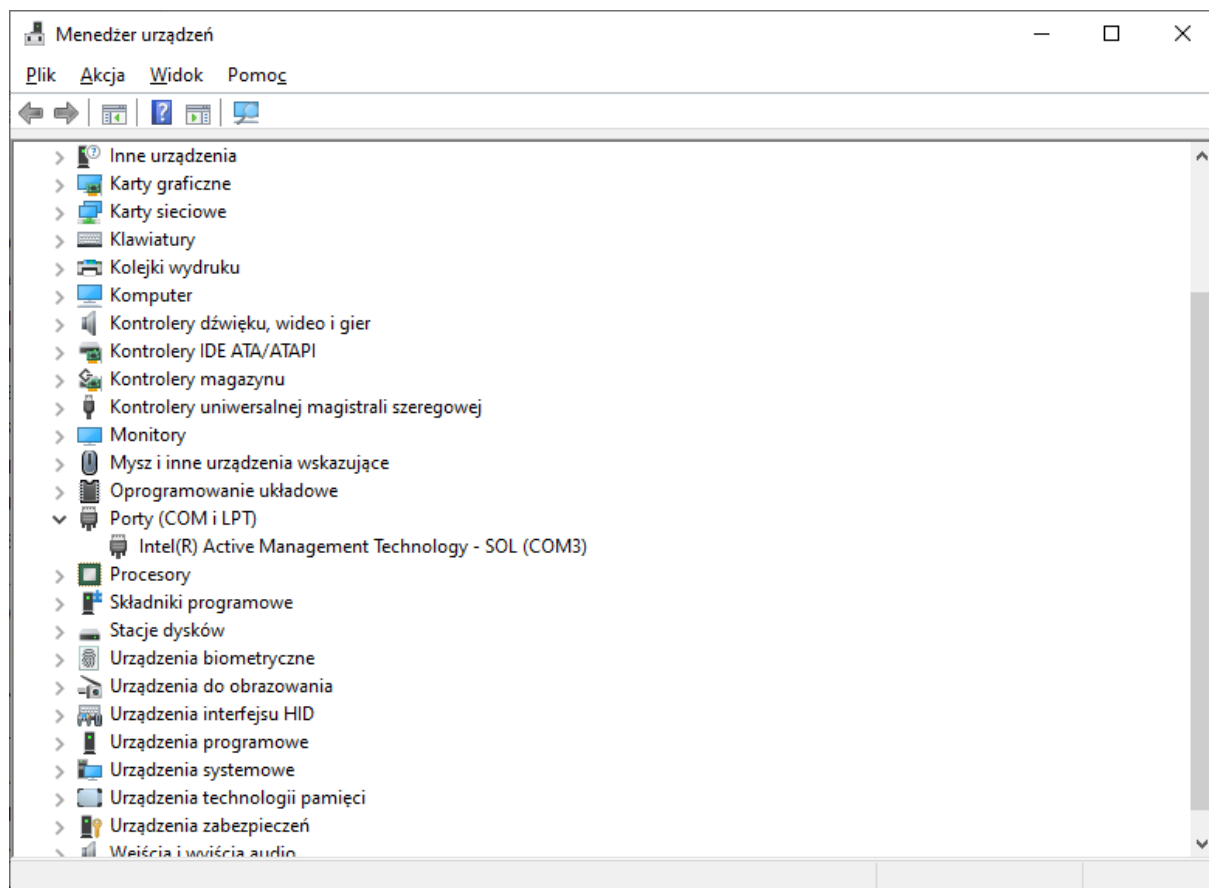 Menedżer urządzeń
Plik Akcja Widok Pomoc
Inne urządzenia
Karty graficzne
Karty sieciowe
Klawiatury
Kolejki wydruku
Komputer
Kontrolery dźwięku, wideo i gier
Kontrolery IDE ATA/ATAPI
Kontrolery magazynu
Kontrolery uniwersalnej magistrali szeregowej
Monitory
Mysz i inne urządzenia wskazujące
Oprogramowanie układowe
Porty (COM i LPT)
Intel(R) Active Management Technology - SOL (COM3)
Procesory
Składniki programowe
Stacje dysków
Urządzenia biometryczne
Urządzenia do obrazowania
Urządzenia interfejsu HID
Urządzenia programowe
Urządzenia systemowe
Urządzenia technologii pamięci
Urządzenia zabezpieczeń
Wejścia i wyjścia audio